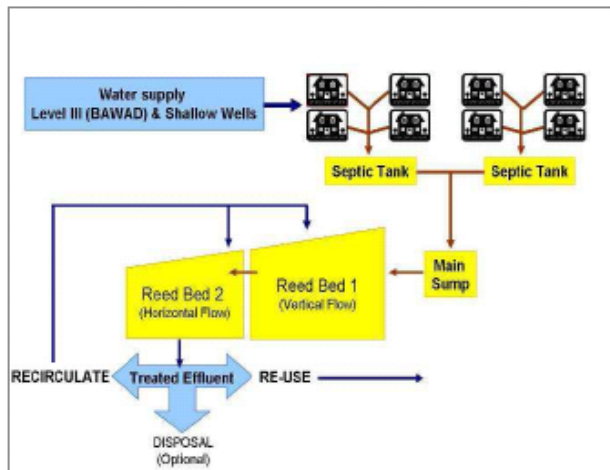 Water supply
Level III (BAWAD) & Shallow Wells
Septic Tank
Septic Tank
Main
Sump
Reed Bed 1
(Vertical Flow)
Reed Bed 2
(Horizontal Flow)
RECIRCULATE
Treated Effluent
RE-USE
DISPOSAL
(Optional)